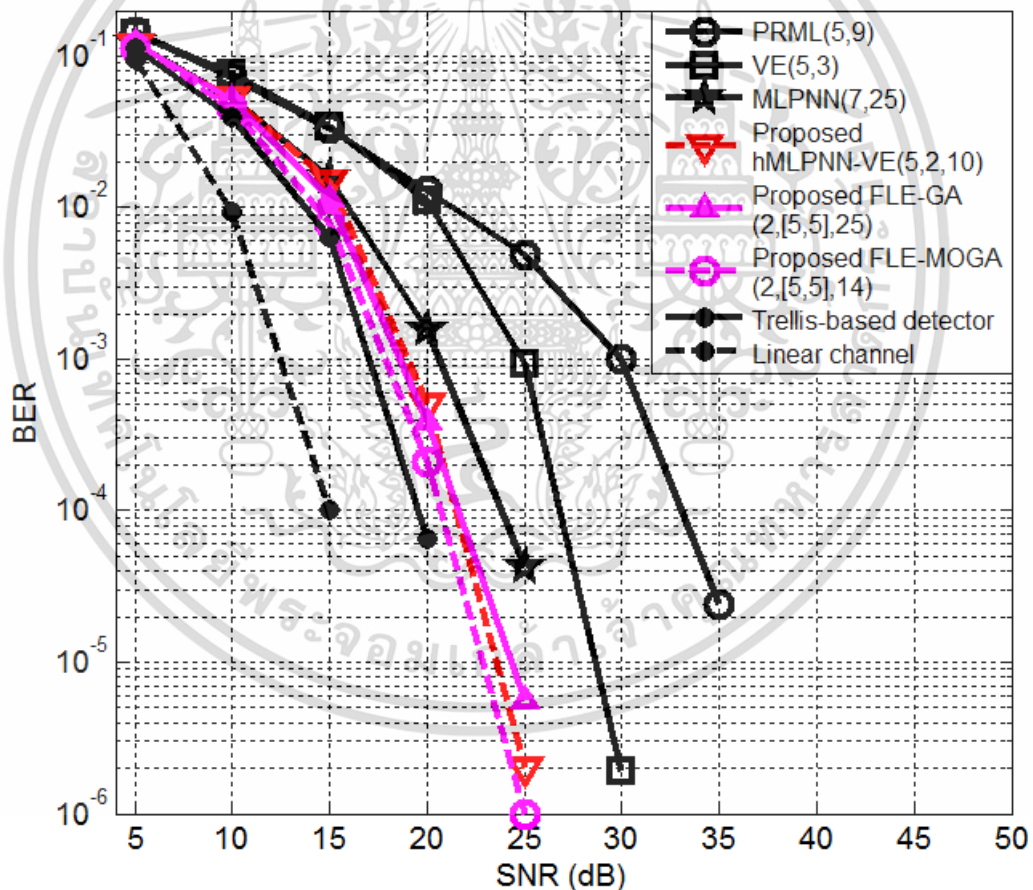 PRML(5,9)
VE(5,3)
MLPNN(7,25)
Proposed
hMLPNN-VE(5,2,10)
Proposed FLE-GA
(2,[5,5],25)
Proposed FLE-MOGA
(2,[5,5],14)
Trellis-based detector
Linear channel
10-1
10-2
10-3
10-4
10-5
10-6
BER
5 10 15 20 25 30 35 40 45 50
SNR (dB)